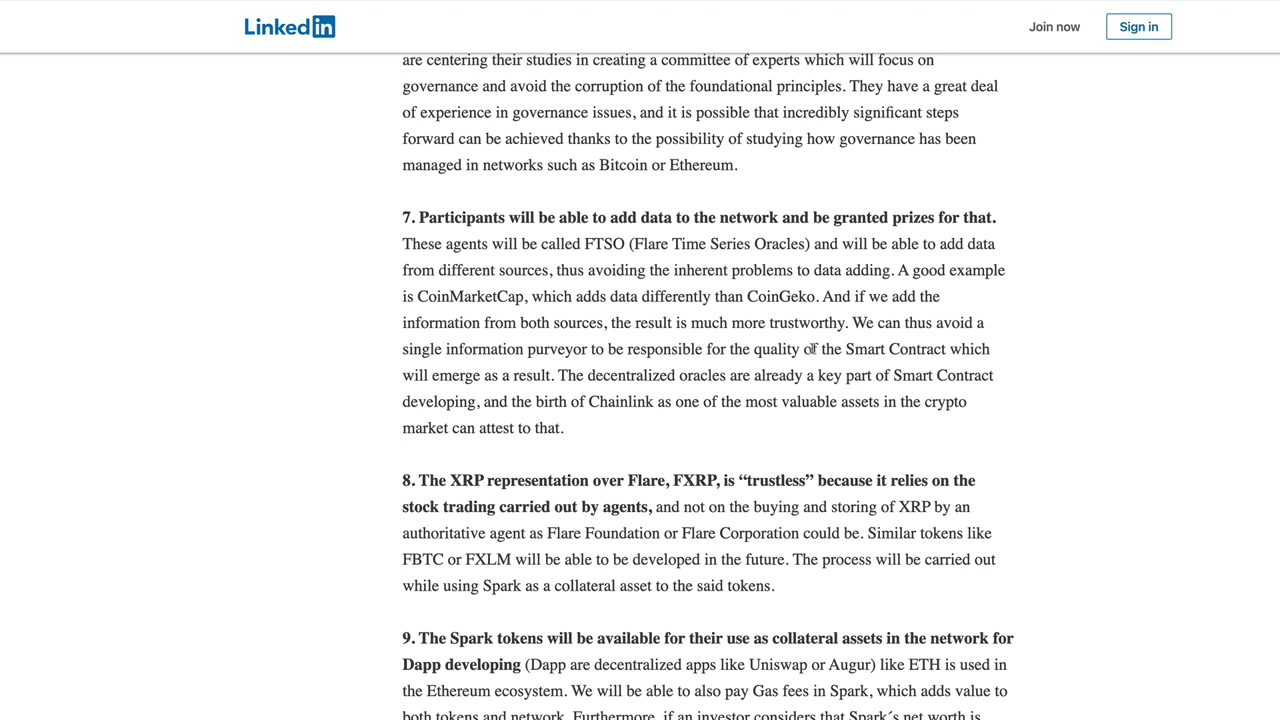 LinkedIn
Join now
Sign in
are centering their studies in creating a committee of experts which will focus on
governance and avoid the corruption of the foundational principles. They have a great deal
of experience in governance issues, and it is possible that incredibly significant steps
forward can be achieved thanks to the possibility of studying how governance has been
managed in networks such as Bitcoin or Ethereum.
7. Participants will be able to add data to the network and be granted prizes for that.
These agents will be called FTSO (Flare Time Series Oracles) and will be able to add data
from different sources, thus avoiding the inherent problems to data adding. A good example
is CoinMarketCap, which adds data differently than CoinGeko. And if we add the
information from both sources, the result is much more trustworthy. We can thus avoid a
single information purveyor to be responsible for the quality of the Smart Contract which
will emerge as a result. The decentralized oracles are already a key part of Smart Contract
developing, and the birth of Chainlink as one of the most valuable assets in the crypto
market can attest to that.
8. The XRP representation over Flare, FXRP, is “trustless” because it relies on the
stock trading carried out by agents, and not on the buying and storing of XRP by an
authoritative agent as Flare Foundation or Flare Corporation could be. Similar tokens like
FBTC or FXLM will be able to be developed in the future. The process will be carried out
while using Spark as a collateral asset to the said tokens.
9. The Spark tokens will be available for their use as collateral assets in the network for
Dapp developing (Dapp are decentralized apps like Uniswap or Augur) like ETH is used in
the Ethereum ecosystem. We will be able to also pay Gas fees in Spark, which adds value to
both tokens and network. Furthermore, if an investor considers that Spark´s net worth is